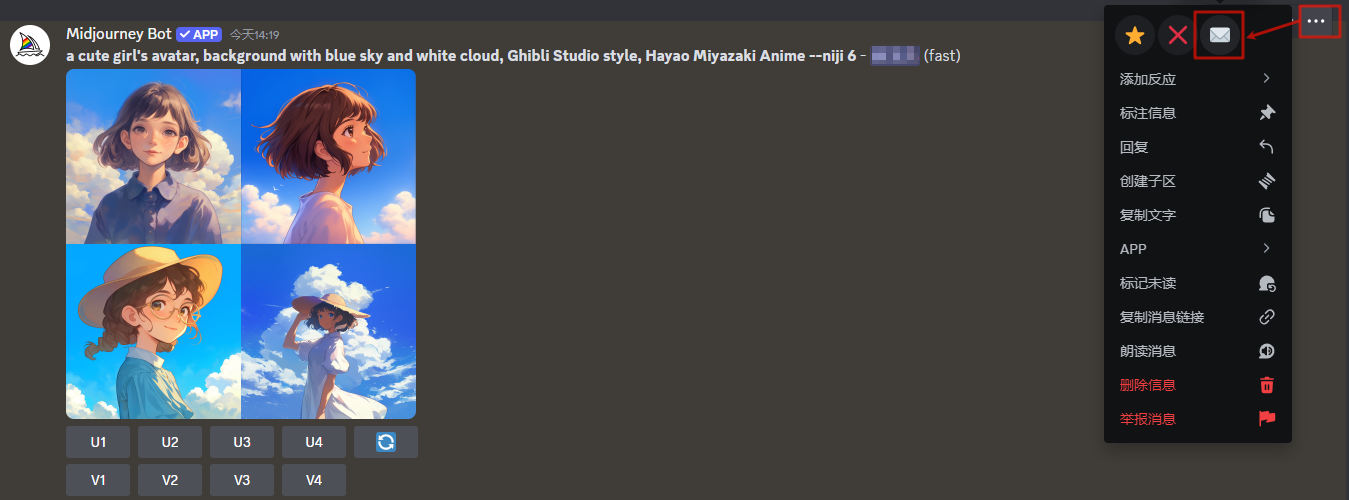 Midjourney Bot ✓ APP 今天14:19
a cute girl's avatar, background with blue sky and white cloud, Ghibli Studio style, Hayao Miyazaki Anime --niji 6 - (fast)
U1 U2 U3 U4
V1 V2 V3 V4
添加反应
标注信息
回复
创建子区
复制文字
APP
标记未读
复制消息链接
朗读消息
删除信息
举报消息